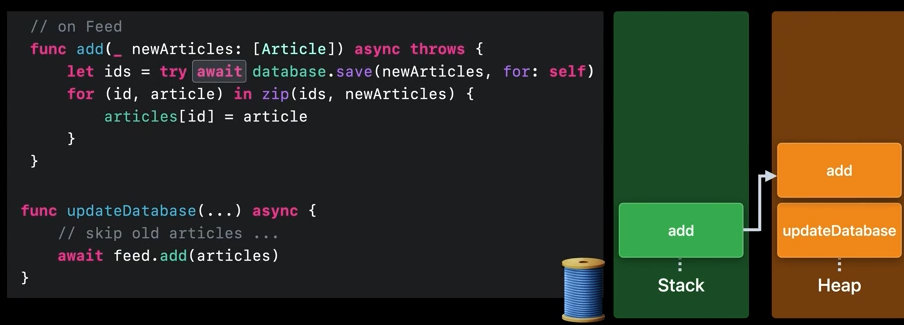 // on Feed
func add(_ newArticles: [Article]) async throws {
let ids = try await database.save(newArticles, for: self)
for (id, article) in zip(ids, newArticles) {
articles[id] = article
}
}
func updateDatabase(...) async {
// skip old articles ...
await feed.add(articles)
}
add
Stack
add
updateDatabase
Heap